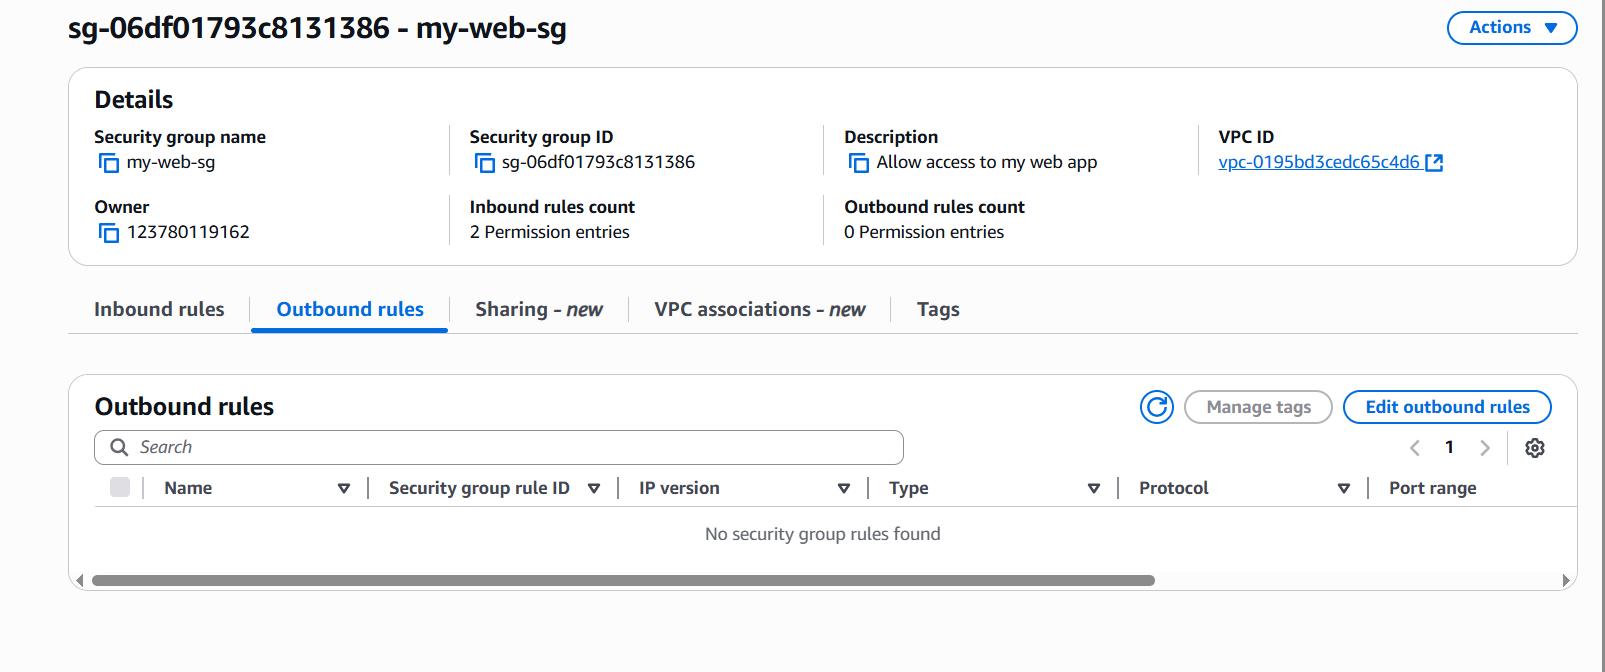 sg-06df01793c8131386 - my-web-sg
Actions
Details
Security group name
my-web-sg
Security group ID
sg-06df01793c8131386
Description
Allow access to my web app
VPC ID
vpc-0195bd3cedc65c4d6
Owner
123780119162
Inbound rules count
2 Permission entries
Outbound rules count
0 Permission entries
Inbound rules
Outbound rules
Sharing - new
VPC associations - new
Tags
Outbound rules
Manage tags
Edit outbound rules
Search
1
Name
Security group rule ID
IP version
Type
Protocol
Port range
No security group rules found